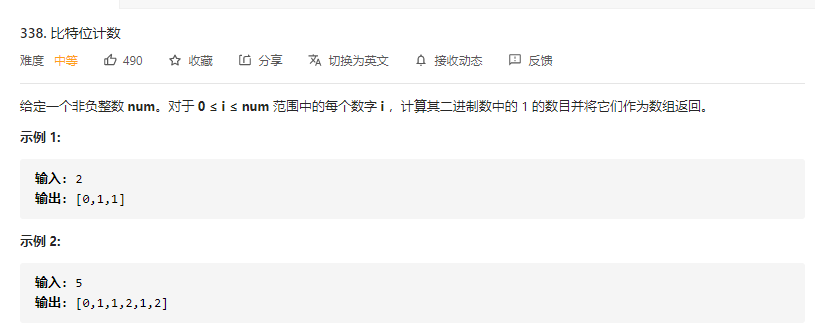 338. 比特位计数
难度 中等 490 收藏 分享 切换为英文 接收动态 反馈
给定一个非负整数 num。对于 0 ≤ i ≤ num 范围中的每个数字 i ，计算其二进制数中的 1 的数目并将它们作为数组返回。
示例 1:
输入: 2
输出: [0,1,1]
示例 2:
输入: 5
输出: [0,1,1,2,1,2]